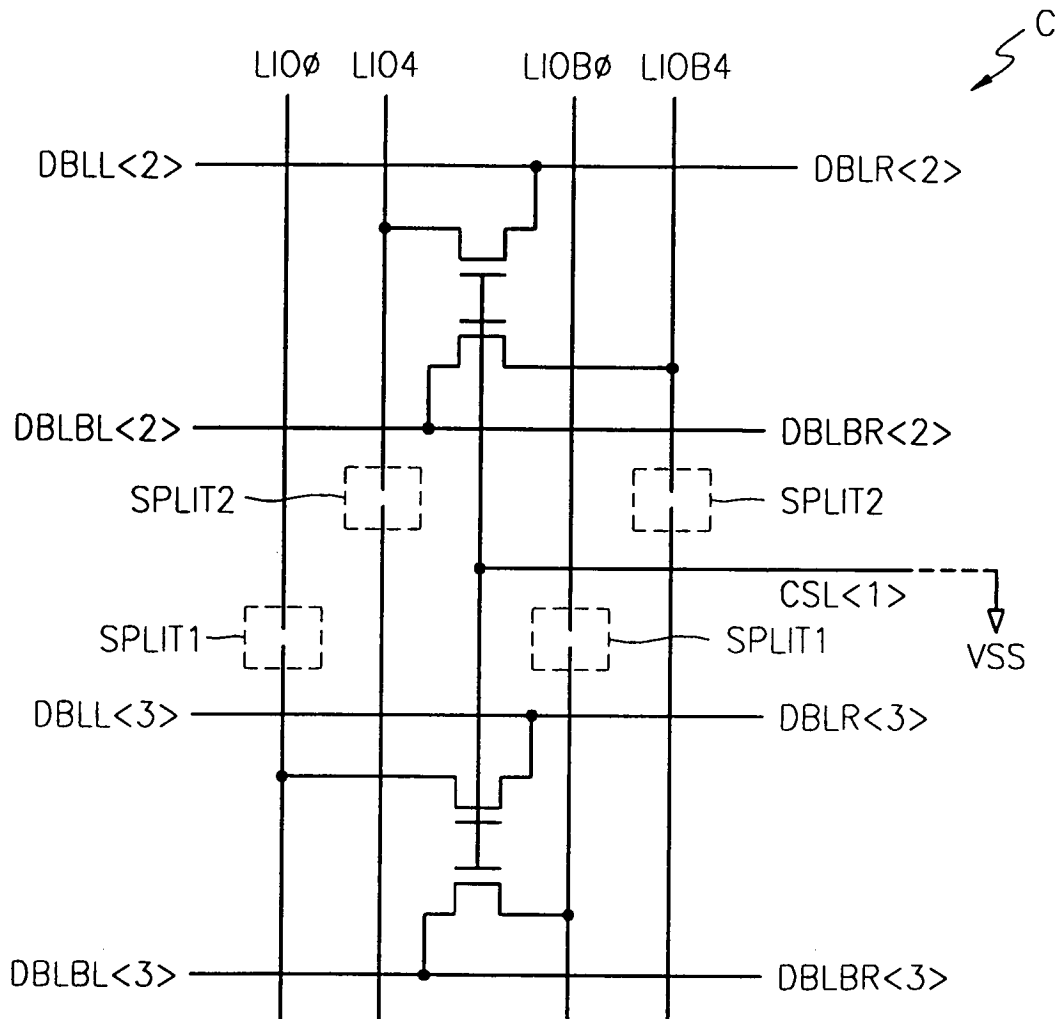 C
LIOø LIO4 LIOBø LIOB4
DBLL<2> DBLR<2>
DBLBL<2> DBLBR<2>
SPLIT2 SPLIT2
CSL<1>
SPLIT1 SPLIT1
VSS
DBLL<3> DBLR<3>
DBLBL<3> DBLBR<3>